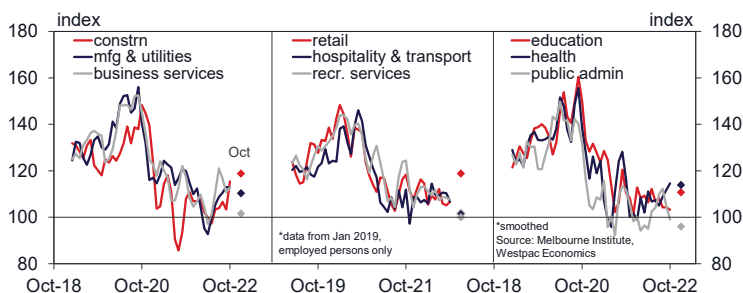 index
index
180
160
140
120
100
80
constrn
mfg & utilities
business services
Oct
retail
hospitality & transport
recr. services
*data from Jan 2019,
employed persons only
education
health
public admin
*smoothed
Source: Melbourne Institute,
Westpac Economics
180
160
140
120
100
80
Oct-18
Oct-20
Oct-22
Oct-19
Oct-21
Oct-18
Oct-20
Oct-22